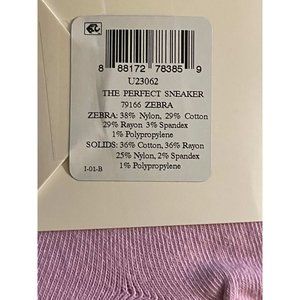 8 88172 78385 9
U23062
THE PERFECT SNEAKER
79166 ZEBRA
ZEBRA: 38% Nylon, 29% Cotton
29% Rayon 3% Spandex
1% Polypropylene
SOLIDS: 36% Cotton, 36% Rayon
25% Nylon, 2% Spandex
1% Polypropylene
I-01-B